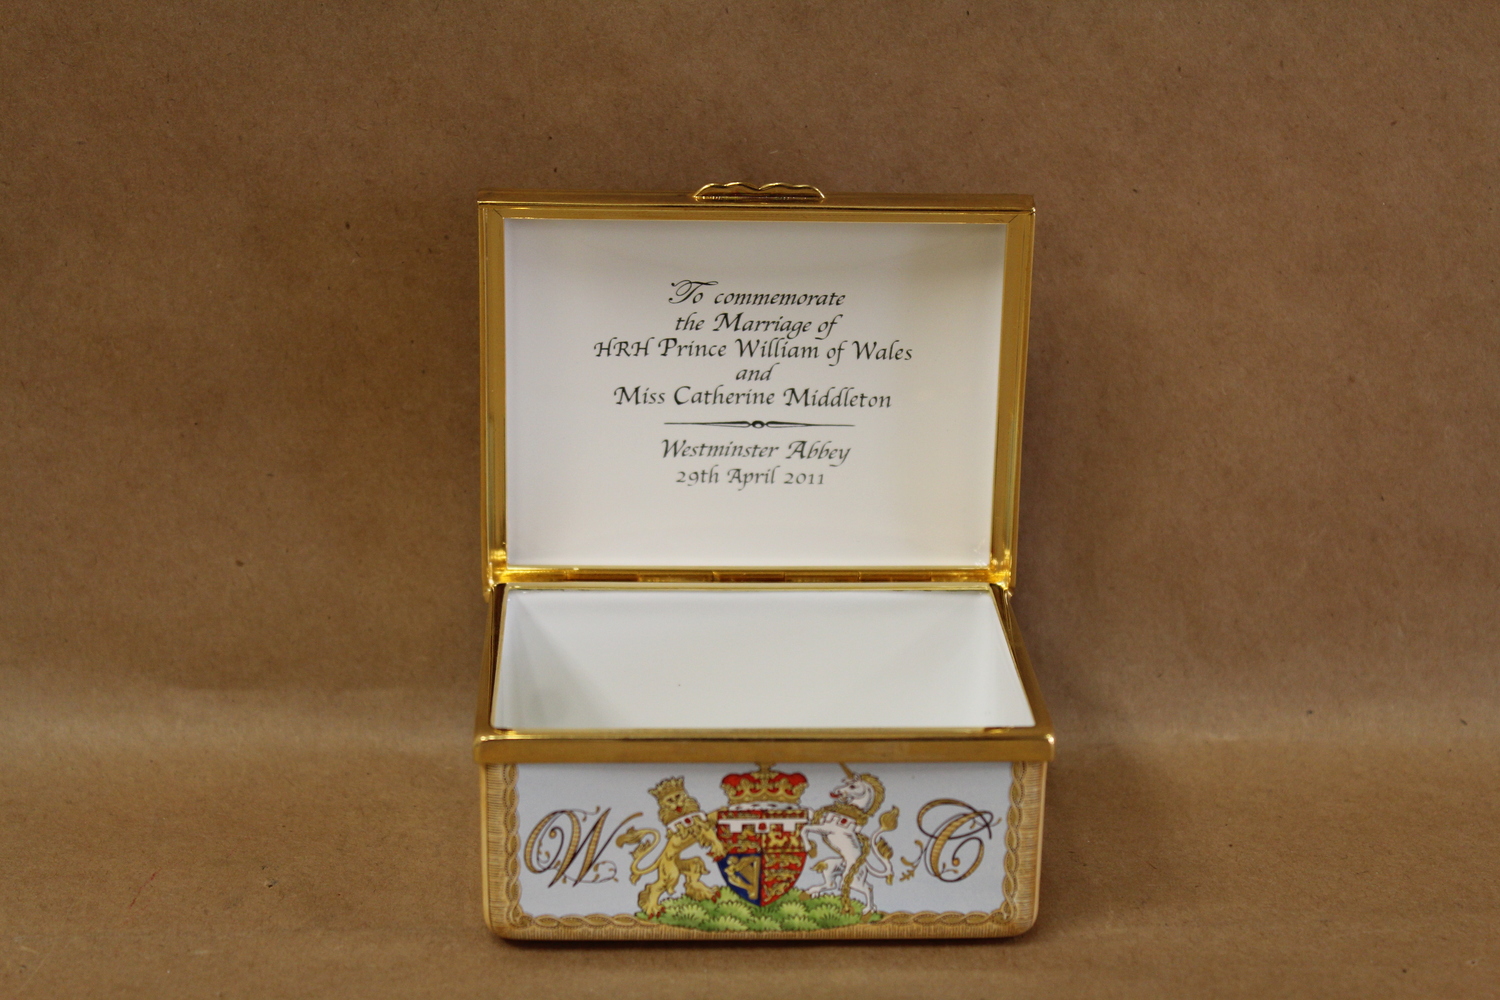 To commemorate
the Marriage of
HRH Prince William of Wales
and
Miss Catherine Middleton
Westminster Abbey
29th April 2011
W C